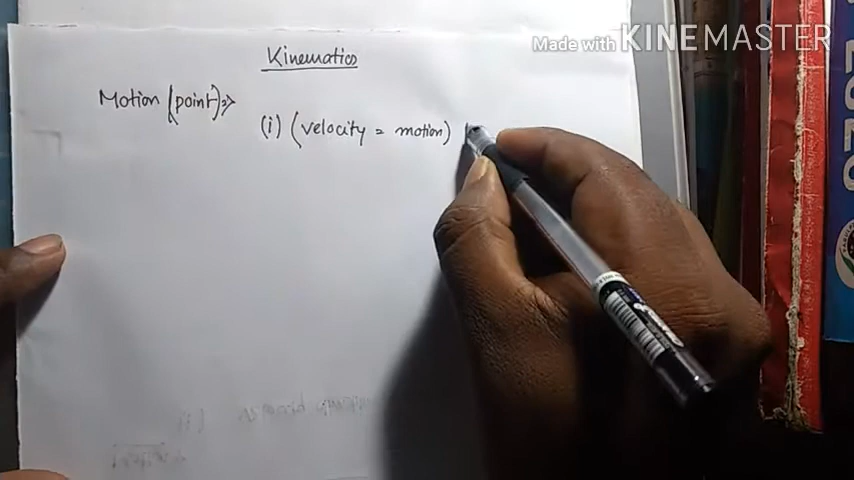 Made with KINEMASTER
Kinematics
Motion (point) =>
(i) (velocity = motion)